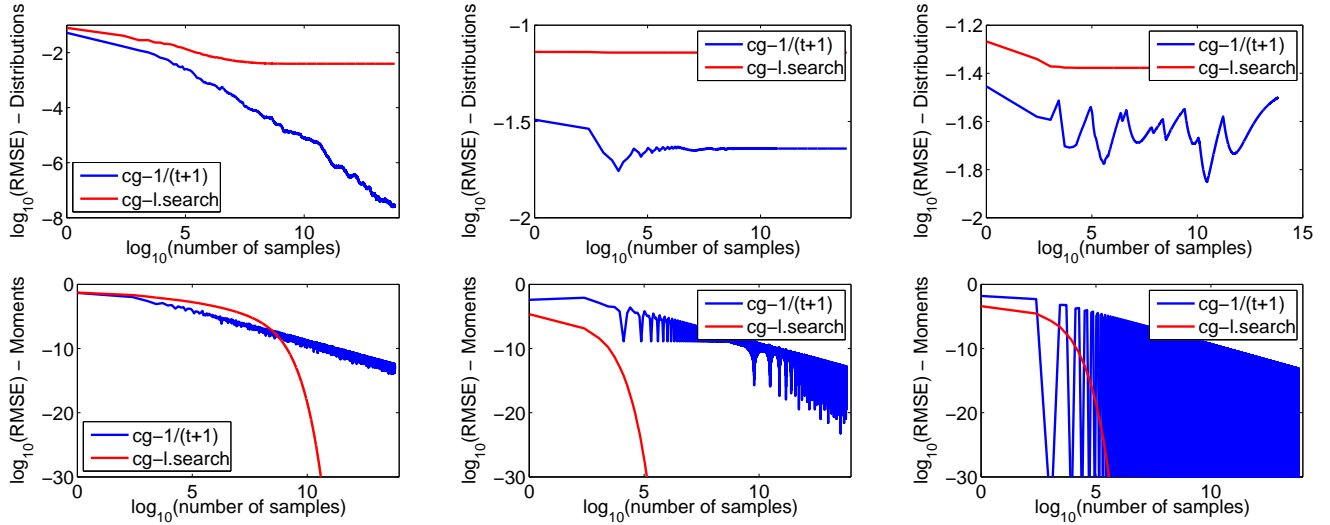 log10(RMSE) − Distributions
−2
−4
−6
−8
0
5
10
log10(number of samples)
cg−1/(t+1)
cg−l.search
log10(RMSE) − Distributions
−1
−1.5
−2
0
5
10
log10(number of samples)
cg−1/(t+1)
cg−l.search
log10(RMSE) − Distributions
−1.2
−1.4
−1.6
−1.8
−2
0
5
10
15
log10(number of samples)
cg−1/(t+1)
cg−l.search
log10(RMSE) − Moments
0
−10
−20
−30
0
5
10
log10(number of samples)
cg−1/(t+1)
cg−l.search
log10(RMSE) − Moments
0
−10
−20
−30
0
5
10
log10(number of samples)
cg−1/(t+1)
cg−l.search
log10(RMSE) − Moments
0
−10
−20
−30
0
5
10
log10(number of samples)
cg−1/(t+1)
cg−l.search